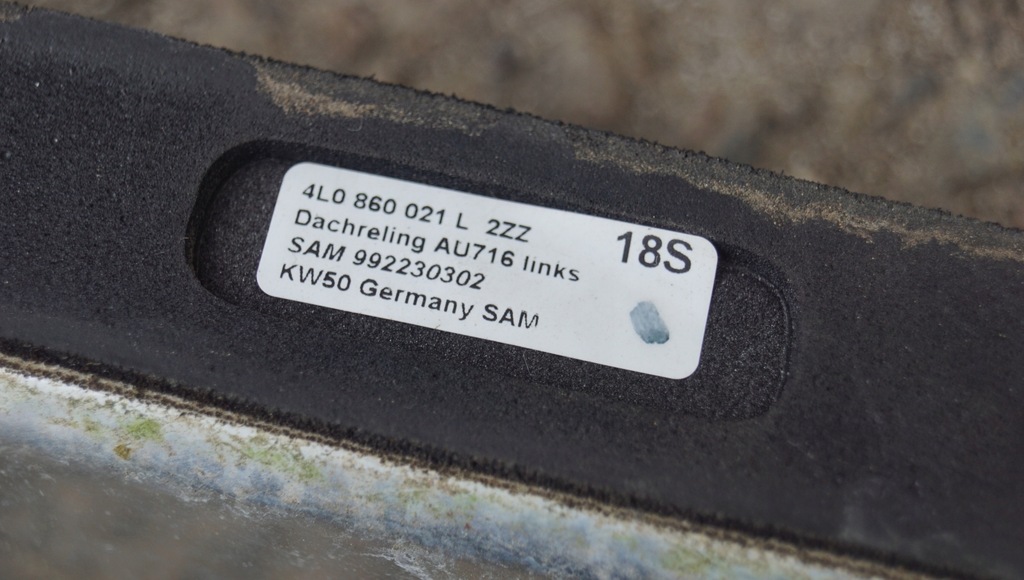 4L0 860 021 L 2ZZ
Dachreling AU716 links
18S
SAM 992230302
KW50 Germany SAM